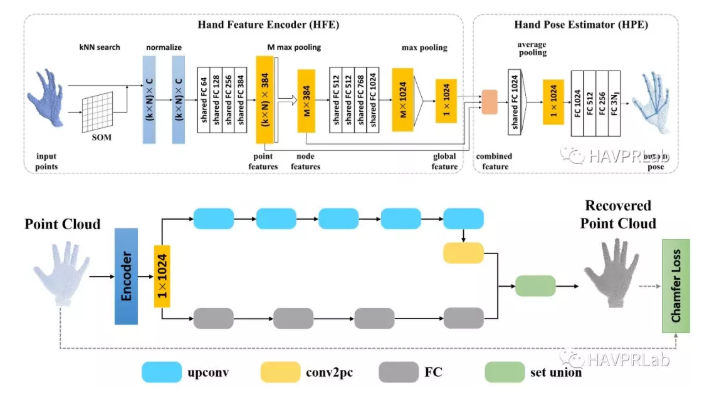 Hand Feature Encoder (HFE)
Hand Pose Estimator (HPE)
kNN search
normalize
M max pooling
max pooling
average
pooling
SOM
(k×N)×C
(k×N)×C
shared FC 64
shared FC 128
shared FC 256
shared FC 384
(k×N)×384
M×384
shared FC 512
shared FC 512
shared FC 768
shared FC 1024
M×1024
1×1024
shared FC 1024
1×1024
FC 1024
FC 512
FC 256
FC 3Nj
input
points
point
features
node
features
global
feature
combined
feature
HAVPRLab
pose
Point Cloud
Encoder
1×1024
Recovered
Point Cloud
Chamfer Loss
HAVPRLab
upconv
conv2pc
FC
set union